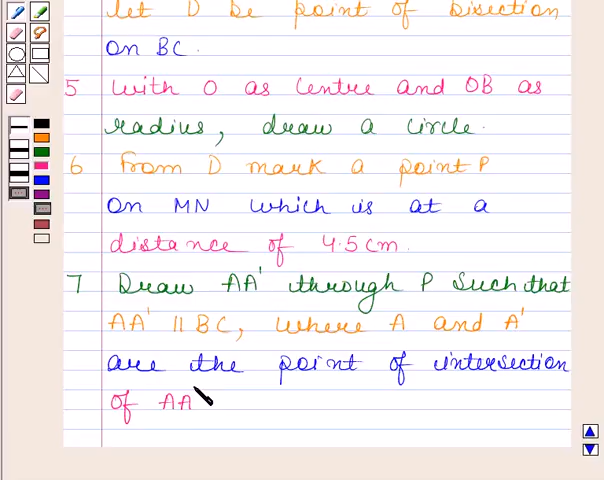 let D be point of bisection
on BC.
5 With O as Centre and OB as
radius, draw a circle.
6 From D mark a point P
on MN which is at a
distance of 4.5cm.
7 Draw AA' through P Such that
AA' || BC, where A and A'
are the point of intersection
of AA